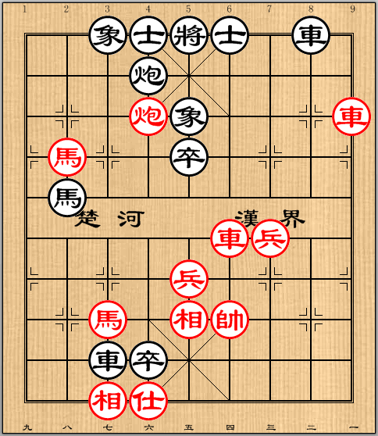 1 2 3 4 5 6 7 8 9
象 士 將 士 車
炮
炮 象 車
馬 卒
馬
楚 河 漢 界
車 兵
兵
馬 相 帥
車 卒
相 仕
九 八 七 六 五 四 三 二 一